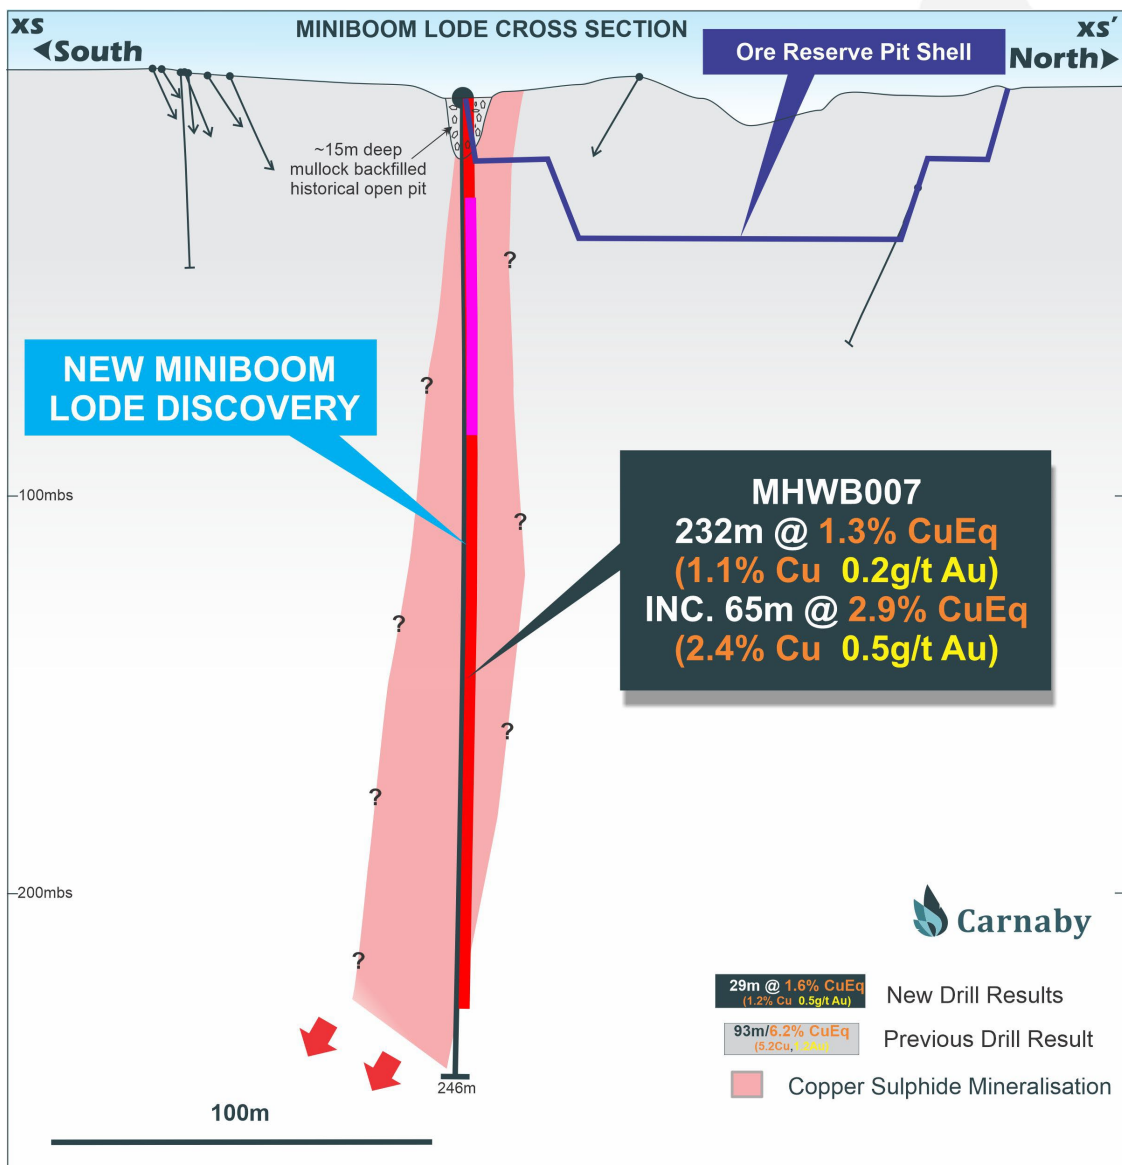 XS
South
MINIBOOM LODE CROSS SECTION
XS'
North
Ore Reserve Pit Shell
~15m deep
mullock backfilled
historical open pit
?
?
NEW MINIBOOM
LODE DISCOVERY
100mbs
?
MHWB007
232m @ 1.3% CuEq
(1.1% Cu 0.2g/t Au)
INC. 65m @ 2.9% CuEq
(2.4% Cu 0.5g/t Au)
?
?
?
200mbs
?
Carnaby
29m @ 1.6% CuEq
(1.2% Cu 0.5g/t Au)
New Drill Results
93m/6.2% CuEq
(5.2Cu,
Previous Drill Result
Copper Sulphide Mineralisation
246m
100m